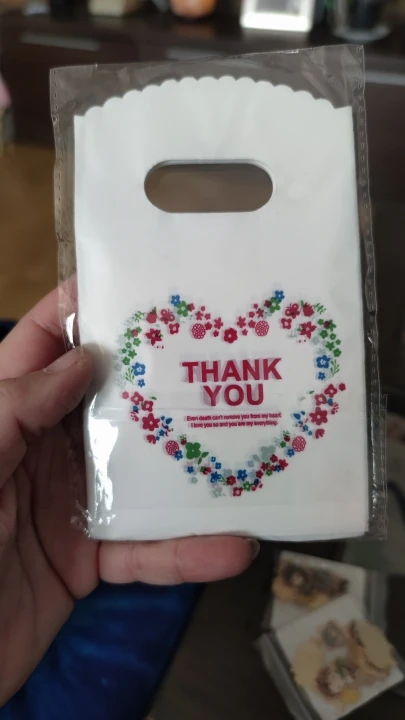 THANK
YOU
Even death can't remove you from my heart.
I love you so and you are my everything.